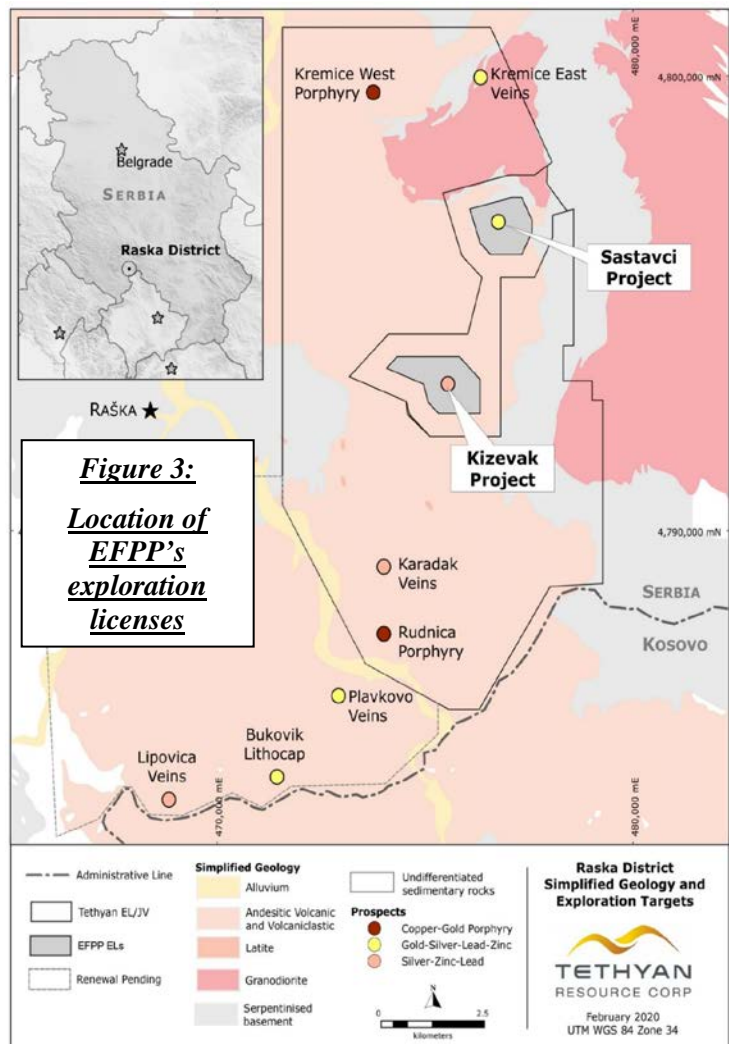 Belgrade
SERBIA
Raska District
Kremice West
Porphyry
Kremice East
Veins
480,000 mE
4,800,000 mN
Sastavci
Project
RAŠKA
Kizevak
Project
Figure 3:
Location of
EFPP's
exploration
licenses
4,790,000 mN
Karadak
Veins
SERBIA
Kosovo
Rudnica
Porphyry
Plavkovo
Veins
Bukovik
Lithocap
Lipovica
Veins
470,000 mE
480,000 mE
Administrative Line
Tethyan EL/JV
EFPP ELs
Renewal Pending
Simplified Geology
Alluvium
Andesitic Volcanic
and Volcaniclastic
Latite
Granodiorite
Serpentinised
basement
Undifferentiated
sedimentary rocks
Prospects
Copper-Gold Porphyry
Gold-Silver-Lead-Zinc
Silver-Zinc-Lead
N
0
2.5
kilometers
Raska District
Simplified Geology and
Exploration Targets
TETHYAN
RESOURCE CORP
February 2020
UTM WGS 84 Zone 34